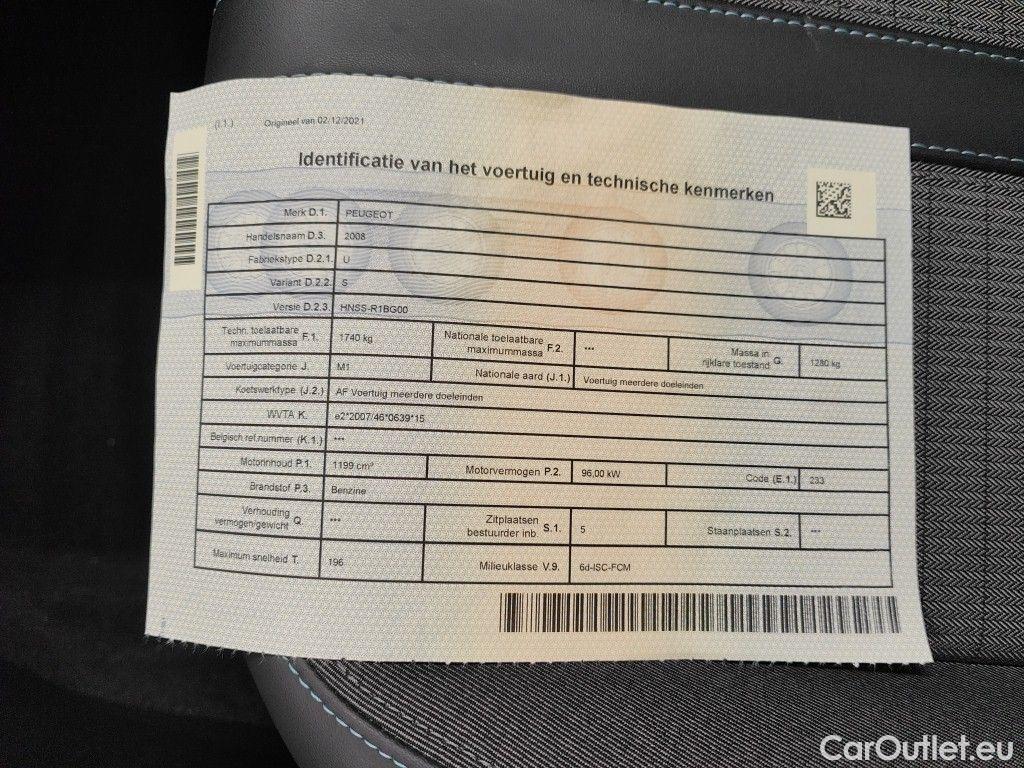 (I.1.) Origineel van 02/12/2021
Identificatie van het voertuig en technische kenmerken
Merk D.1. PEUGEOT
Handelsnaam D.3. 2008
Fabriekstype D.2.1. U
Variant D.2.2. S
Versie D.2.3. HNSS-R1BG00
Techn. toelaatbare maximummassa F.1. 1740 kg Nationale toelaatbare maximummassa F.2. --- Massa in rijklare toestand G. 1280 kg
Voertuigcategorie J. M1 Nationale aard (J.1.) Voertuig meerdere doeleinden
Koetswerktype (J.2.) AF Voertuig meerdere doeleinden
WVTA K. e2*2007/46*0639*15
Belgisch ref.nummer (K.1.) ---
Motorinhoud P.1. 1199 cm³ Motorvermogen P.2. 96,00 kW Code (E.1.) 233
Brandstof P.3. Benzine
Verhouding vermogen/gewicht Q. --- Zitplaatsen bestuurder inb. S.1. 5 Staanplaatsen S.2. ---
Maximum snelheid T. 196 Milieuklasse V.9. 6d-ISC-FCM
CarOutlet.eu